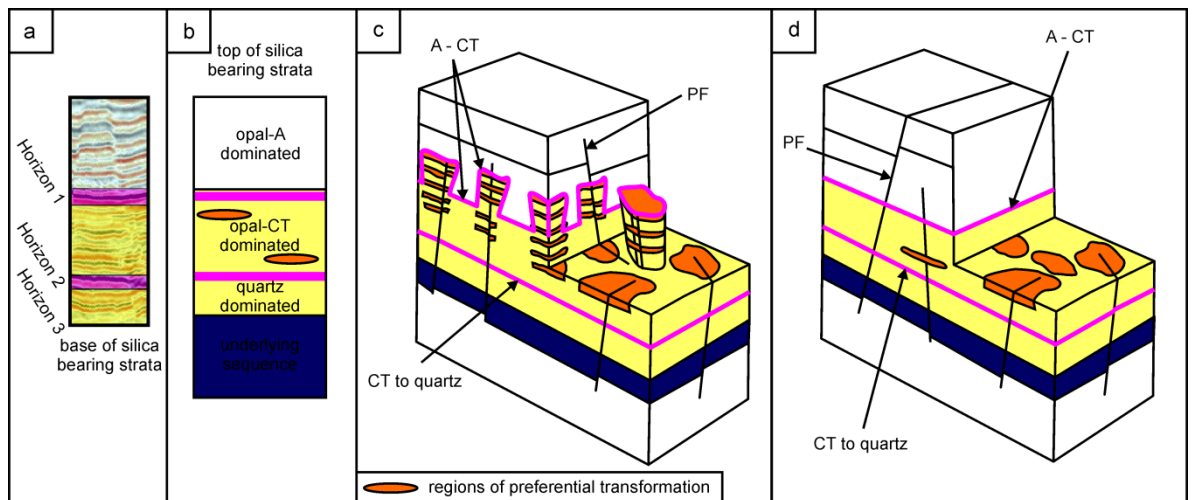 a
Horizon 1
Horizon 2
Horizon 3
base of silica
bearing strata
b
top of silica
bearing strata
opal-A
dominated
opal-CT
dominated
quartz
dominated
underlying
sequence
c
A - CT
PF
CT to quartz
regions of preferential transformation
d
A - CT
PF
CT to quartz